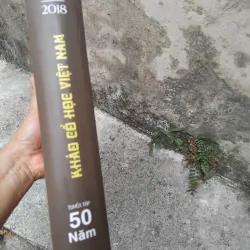 2018
KHẢO CỔ HỌC VIỆT NAM
TUYỂN TẬP
50
Năm